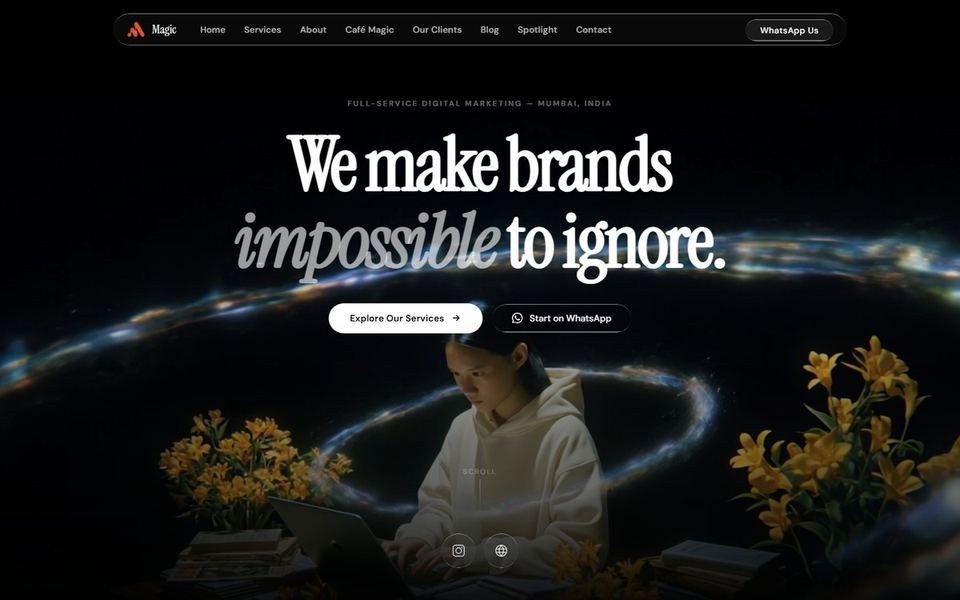 Magic
Home
Services
About
Café Magic
Our Clients
Blog
Spotlight
Contact
WhatsApp Us
FULL-SERVICE DIGITAL MARKETING — MUMBAI, INDIA
We make brands
impossible to ignore.
Explore Our Services →
Start on WhatsApp
SCROLL